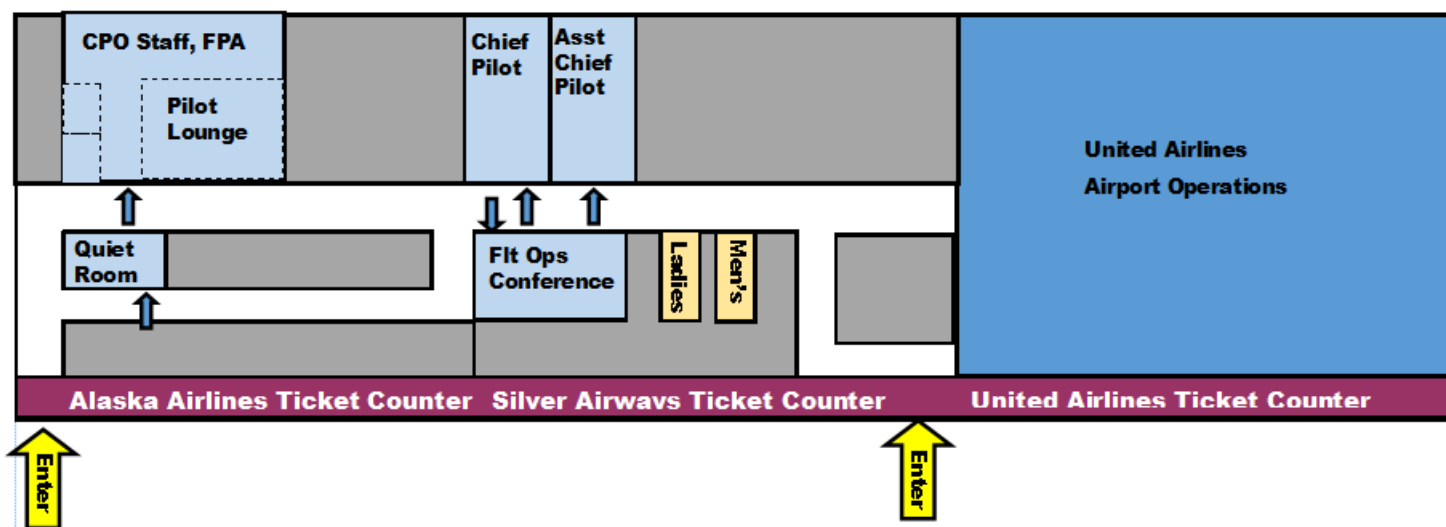 CPO Staff, FPA
Pilot
Lounge
Chief
Pilot
Asst
Chief
Pilot
United Airlines
Airport Operations
Quiet
Room
Flt Ops
Conference
Ladies
Men's
Alaska Airlines Ticket Counter
Silver Airways Ticket Counter
United Airlines Ticket Counter
Enter
Enter